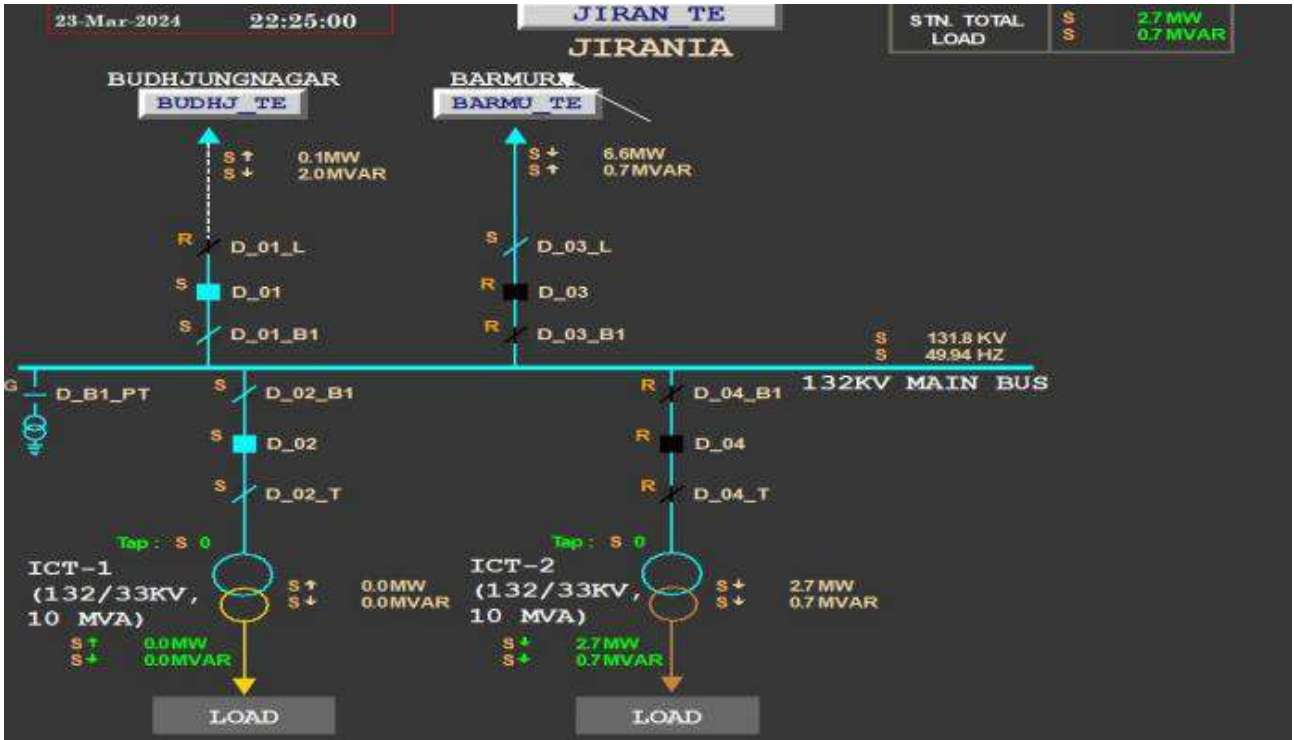 23-Mar-2024 22:25:00
JIRAN_TE
JIRANIA
STN. TOTAL LOAD
S 2.7 MW
S 0.7 MVAR
BUDHJUNGNAGAR
BUDHJ_TE
BARMURA
BARMU_TE
S 0.1MW
S 2.0MVAR
S 6.6MW
S 0.7MVAR
R D_01_L
S D_03_L
S D_01
R D_03
S D_01_B1
R D_03_B1
S 131.8 KV
S 49.94 HZ
132KV MAIN BUS
G D_B1_PT
S D_02_B1
R D_04_B1
S D_02
R D_04
S D_02_T
R D_04_T
Tap : S 0
Tap : S 0
ICT-1
(132/33KV,
10 MVA)
S 0.0MW
S 0.0MVAR
ICT-2
(132/33KV,
10 MVA)
S 2.7 MW
S 0.7 MVAR
S 0.0MW
S 0.0MVAR
S 2.7MW
S 0.7MVAR
LOAD
LOAD